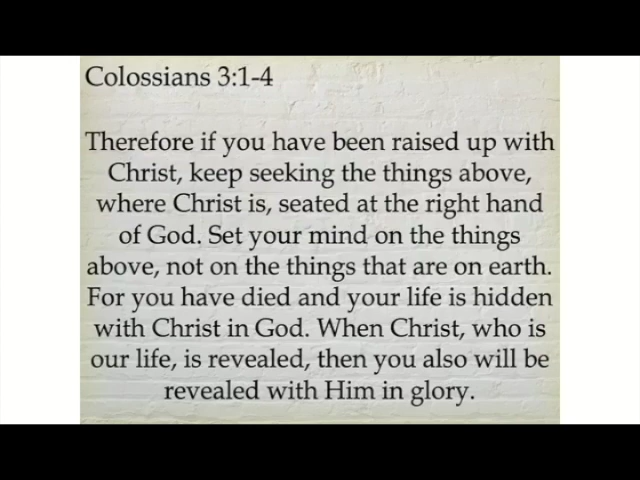 Colossians 3:1-4
Therefore if you have been raised up with
Christ, keep seeking the things above,
where Christ is, seated at the right hand
of God. Set your mind on the things
above, not on the things that are on earth.
For you have died and your life is hidden
with Christ in God. When Christ, who is
our life, is revealed, then you also will be
revealed with Him in glory.